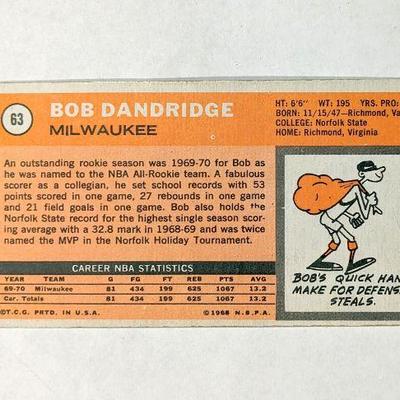 63
BOB DANDRIDGE
MILWAUKEE
HT: 6'6" WT: 195 YRS. PRO:
BORN: 11/15/47—Richmond, Va
COLLEGE: Norfolk State
HOME: Richmond, Virginia
An outstanding rookie season was 1969-70 for Bob as
he was named to the NBA All-Rookie team. A fabulous
scorer as a collegian, he set school records with 53
points scored in one game, 27 rebounds in one game
and 21 field goals in one game. Bob also holds the
Norfolk State record for the highest single season scor-
ing average with a 32.8 mark in 1968-69 and was twice
named the MVP in the Norfolk Holiday Tournament.
CAREER NBA STATISTICS
YEAR TEAM G FG FT REB PTS AVG
69-70 Milwaukee 81 434 199 625 1067 13.2
Car. Totals 81 434 199 625 1067 13.2
©T.C.G. PRTD. IN U.S.A. ©1968 N.B.P.A.
BOB'S QUICK HAN
MAKE FOR DEFENS
STEALS.